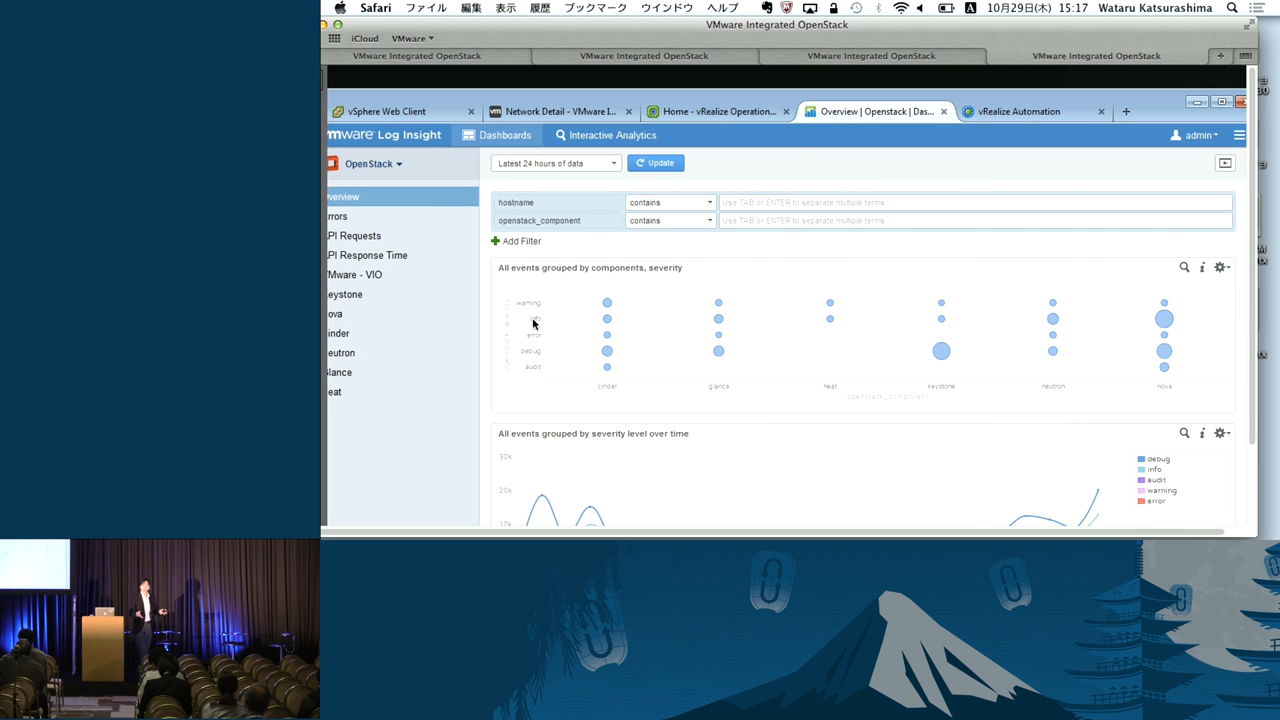 Safari ファイル 編集 表示 履歴 ブックマーク ウインドウ ヘルプ 10月29日(木) 15:17 Wataru Katsurashima
VMware Integrated OpenStack
iCloud VMware
VMware Integrated OpenStack VMware Integrated OpenStack VMware Integrated OpenStack VMware Integrated OpenStack
vSphere Web Client Network Detail - VMware I... Home - vRealize Operation... Overview | Openstack | Das... vRealize Automation
mware Log Insight Dashboards Interactive Analytics admin
OpenStack Latest 24 hours of data Update
verview
rrors
PI Requests
PI Response Time
VMware - VIO
eystone
ova
inder
eutron
lance
eat
hostname contains Use TAB or ENTER to separate multiple terms
openstack_component contains Use TAB or ENTER to separate multiple terms
Add Filter
All events grouped by components, severity
warning
error
debug
audit
cinder glance heat keystone neutron nova
openstack_component
All events grouped by severity level over time
30k
20k
10k
debug
info
audit
warning
error